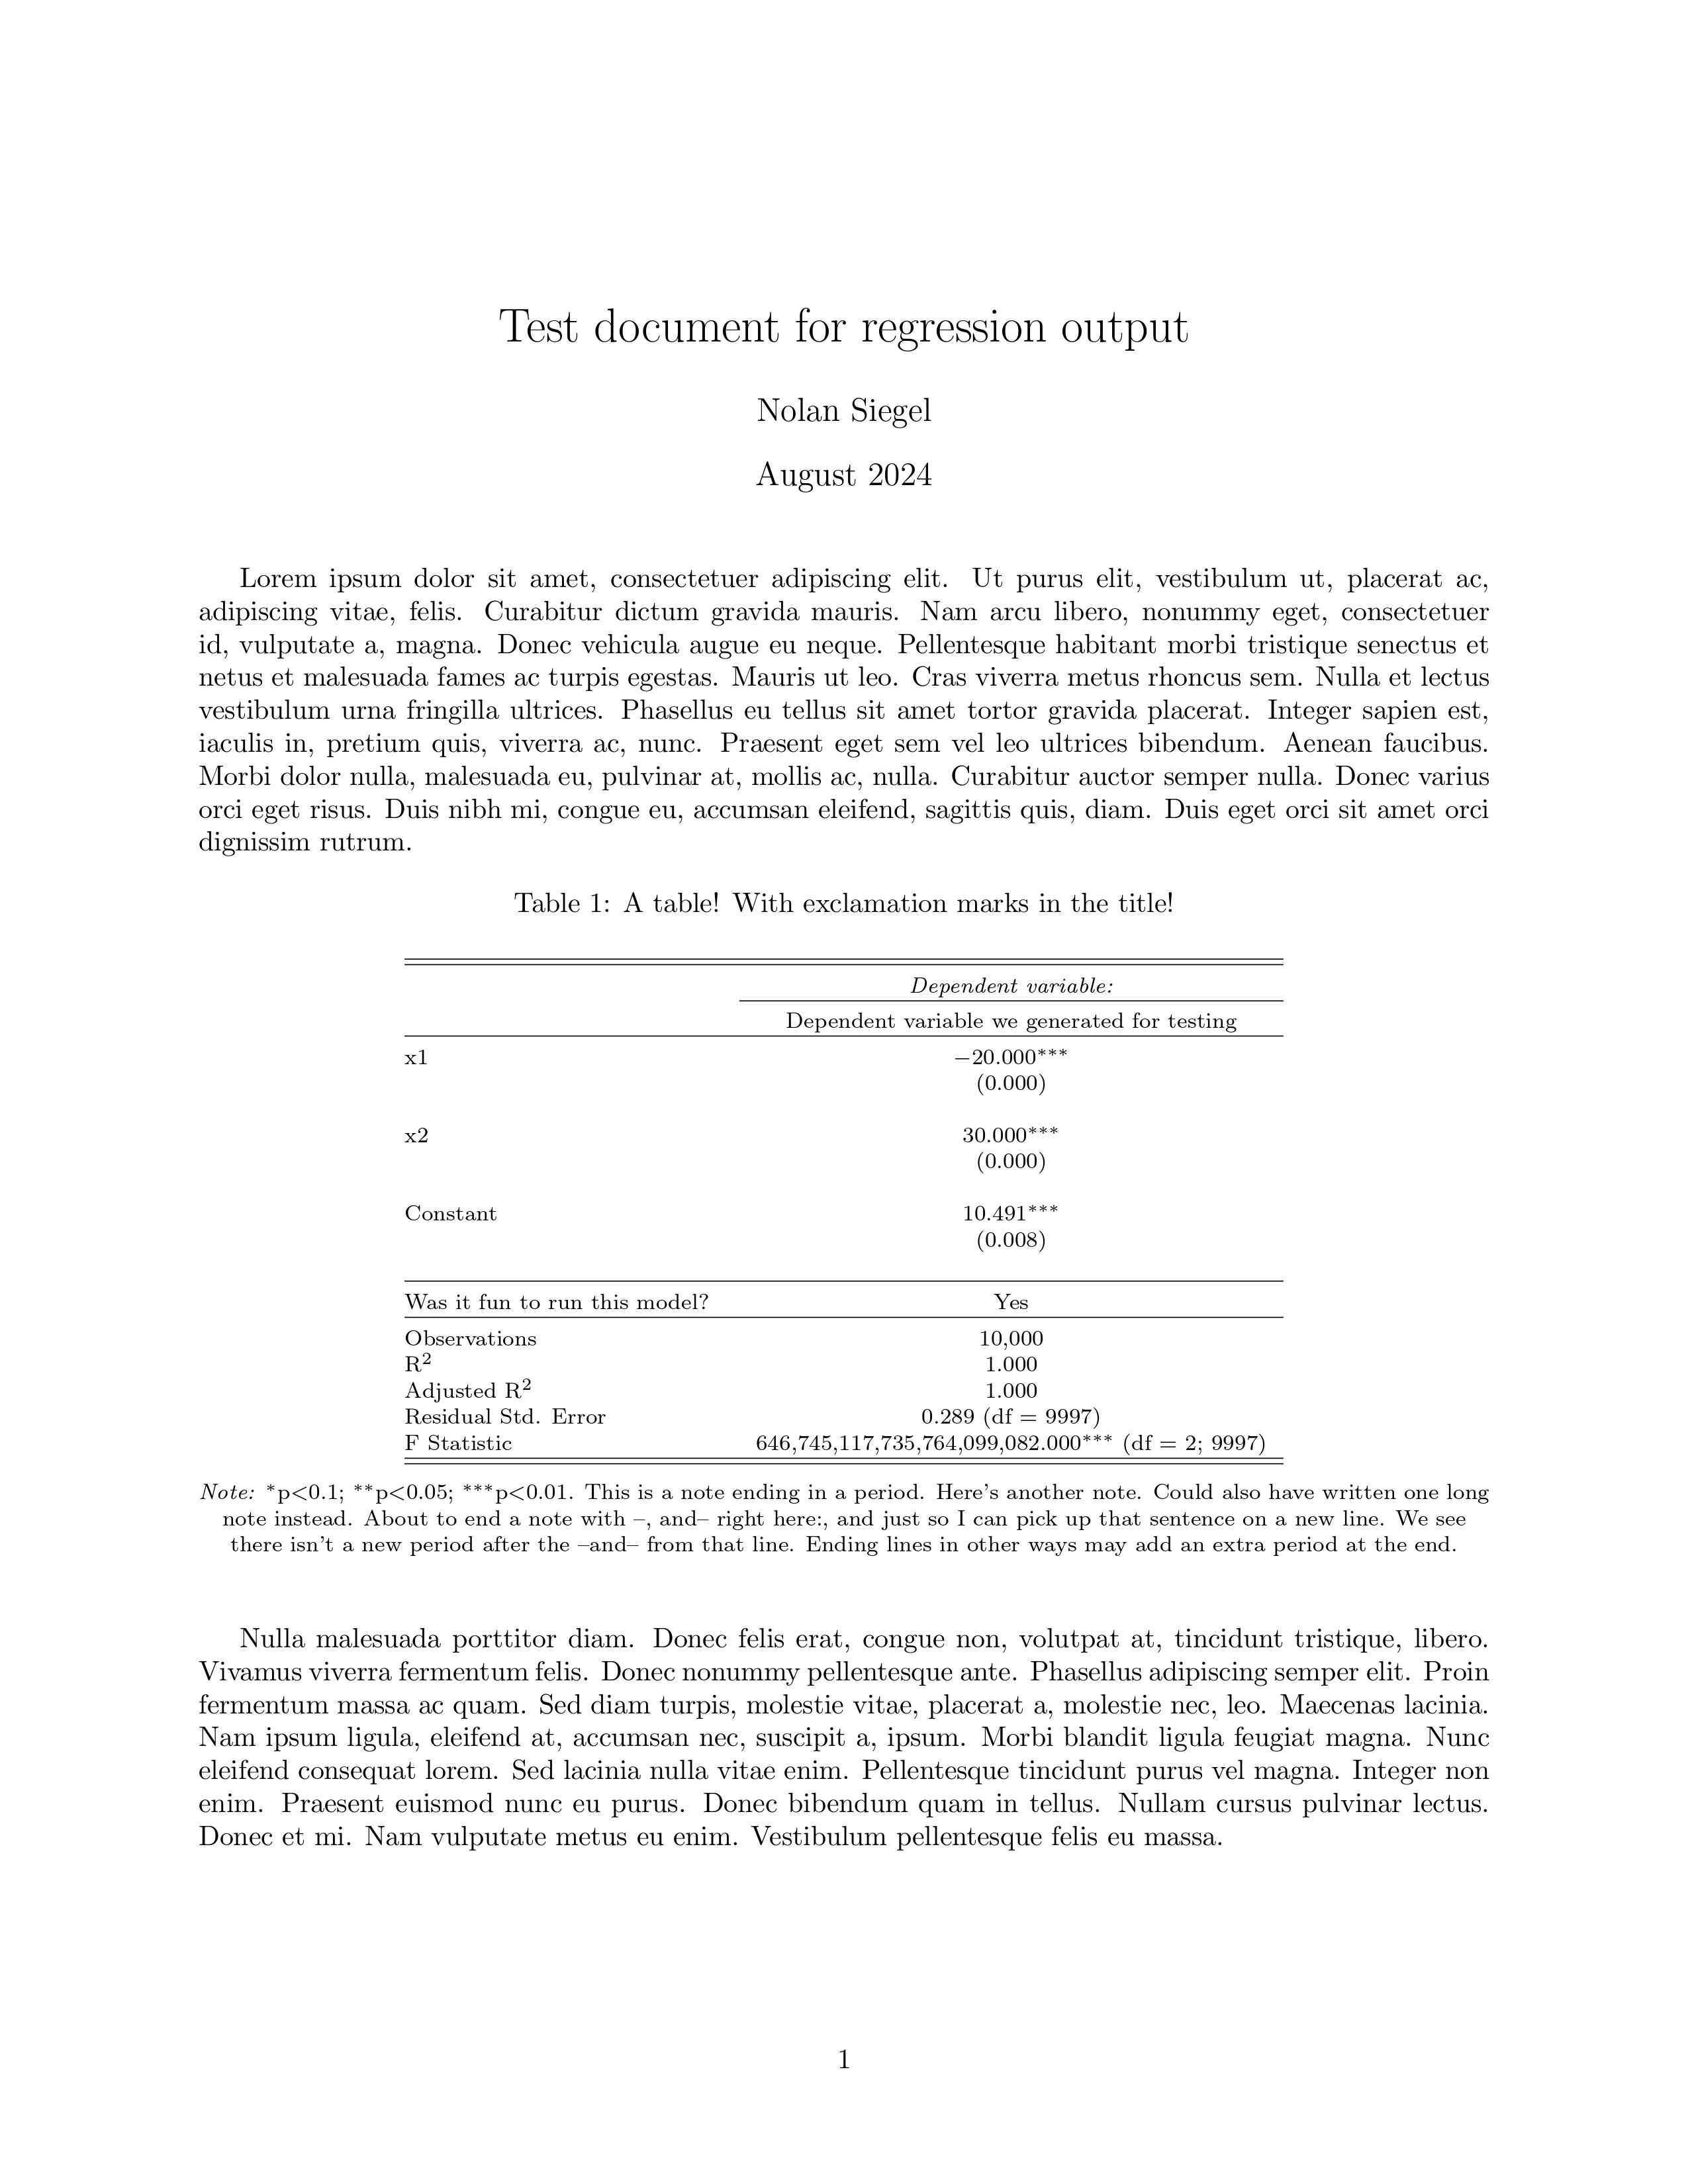 Test document for regression output
Nolan Siegel
August 2024
Lorem ipsum dolor sit amet, consectetuer adipiscing elit. Ut purus elit, vestibulum ut, placerat ac,
adipiscing vitae, felis. Curabitur dictum gravida mauris. Nam arcu libero, nonummy eget, consectetuer
id, vulputate a, magna. Donec vehicula augue eu neque. Pellentesque habitant morbi tristique senectus et
netus et malesuada fames ac turpis egestas. Mauris ut leo. Cras viverra metus rhoncus sem. Nulla et lectus
vestibulum urna fringilla ultrices. Phasellus eu tellus sit amet tortor gravida placerat. Integer sapien est,
iaculis in, pretium quis, viverra ac, nunc. Praesent eget sem vel leo ultrices bibendum. Aenean faucibus.
Morbi dolor nulla, malesuada eu, pulvinar at, mollis ac, nulla. Curabitur auctor semper nulla. Donec varius
orci eget risus. Duis nibh mi, congue eu, accumsan eleifend, sagittis quis, diam. Duis eget orci sit amet orci
dignissim rutrum.
Table 1: A table! With exclamation marks in the title!
Dependent variable:
Dependent variable we generated for testing
x1 −20.000***
(0.000)
x2 30.000***
(0.000)
Constant 10.491***
(0.008)
Was it fun to run this model? Yes
Observations 10,000
R² 1.000
Adjusted R² 1.000
Residual Std. Error 0.289 (df = 9997)
F Statistic 646,745,117,735,764,099,082.000*** (df = 2; 9997)
Note: *p<0.1; **p<0.05; ***p<0.01. This is a note ending in a period. Here's another note. Could also have written one long
note instead. About to end a note with –, and– right here:, and just so I can pick up that sentence on a new line. We see
there isn't a new period after the –and– from that line. Ending lines in other ways may add an extra period at the end.
Nulla malesuada porttitor diam. Donec felis erat, congue non, volutpat at, tincidunt tristique, libero.
Vivamus viverra fermentum felis. Donec nonummy pellentesque ante. Phasellus adipiscing semper elit. Proin
fermentum massa ac quam. Sed diam turpis, molestie vitae, placerat a, molestie nec, leo. Maecenas lacinia.
Nam ipsum ligula, eleifend at, accumsan nec, suscipit a, ipsum. Morbi blandit ligula feugiat magna. Nunc
eleifend consequat lorem. Sed lacinia nulla vitae enim. Pellentesque tincidunt purus vel magna. Integer non
enim. Praesent euismod nunc eu purus. Donec bibendum quam in tellus. Nullam cursus pulvinar lectus.
Donec et mi. Nam vulputate metus eu enim. Vestibulum pellentesque felis eu massa.
1